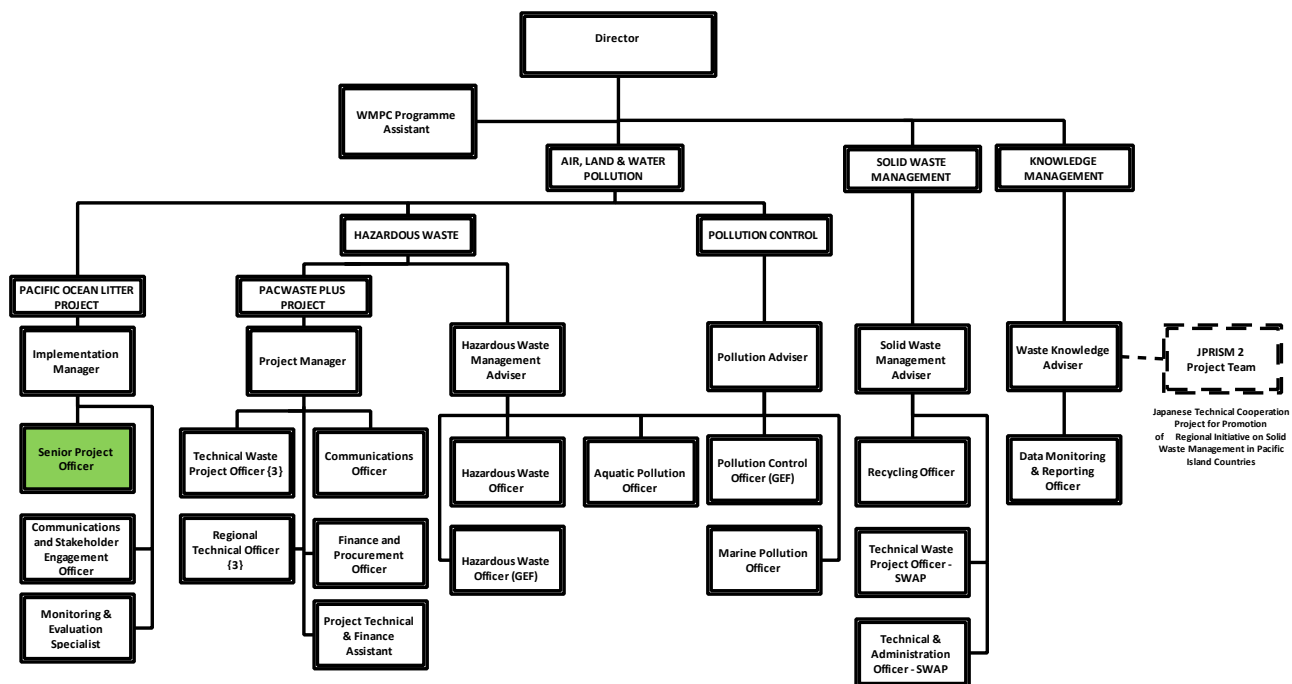 Director
WMPC Programme
Assistant
AIR, LAND & WATER
POLLUTION
SOLID WASTE
MANAGEMENT
KNOWLEDGE
MANAGEMENT
HAZARDOUS WASTE
POLLUTION CONTROL
PACIFIC OCEAN LITTER
PROJECT
PACWASTE PLUS
PROJECT
Implementation
Manager
Project Manager
Hazardous Waste
Management
Adviser
Pollution Adviser
Solid Waste
Management
Adviser
Waste Knowledge
Adviser
JPRISM 2
Project Team
Japanese Technical Cooperation
Project for Promotion
of Regional Initiative on Solid
Waste Management in Pacific
Island Countries
Senior Project
Officer
Technical Waste
Project Officer {3}
Communications
Officer
Hazardous Waste
Officer
Aquatic Pollution
Officer
Pollution Control
Officer (GEF)
Recycling Officer
Data Monitoring
& Reporting
Officer
Communications
and Stakeholder
Engagement
Officer
Regional
Technical Officer
{3}
Finance and
Procurement
Officer
Hazardous Waste
Officer (GEF)
Marine Pollution
Officer
Technical Waste
Project Officer -
SWAP
Monitoring &
Evaluation
Specialist
Project Technical
& Finance
Assistant
Technical &
Administration
Officer - SWAP